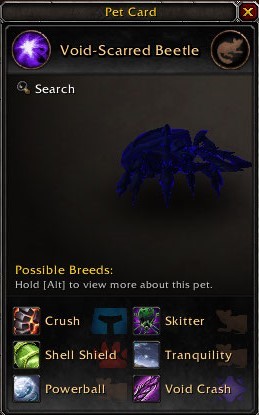 Pet Card
Void-Scarred Beetle
Search
Possible Breeds:
Hold [Alt] to view more about this pet.
Crush
Skitter
Shell Shield
Tranquility
Powerball
Void Crash